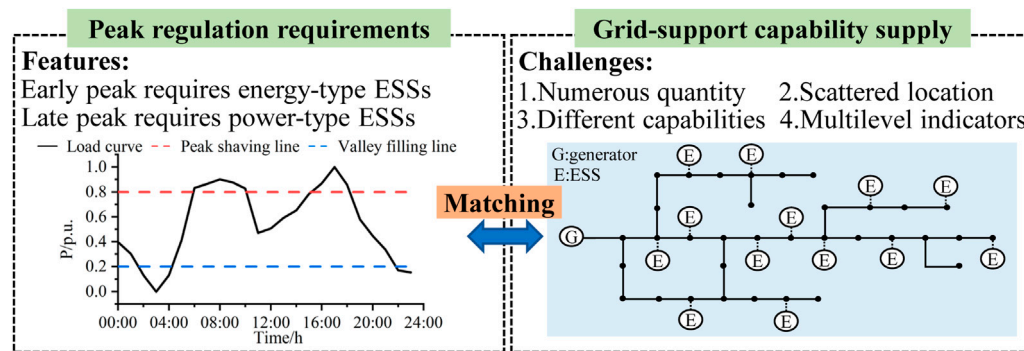 Peak regulation requirements
Features:
Early peak requires energy-type ESSs
Late peak requires power-type ESSs
Load curve Peak shaving line Valley filling line
P/p.u.
1.0
0.8
0.6
0.4
0.2
0.0
00:00 04:00 08:00 12:00 16:00 20:00 24:00
Time/h
Matching
Grid-support capability supply
Challenges:
1.Numerous quantity 2.Scattered location
3.Different capabilities 4.Multilevel indicators
G:generator
E:ESS
E E
E E
E E
G
E E E E
E E